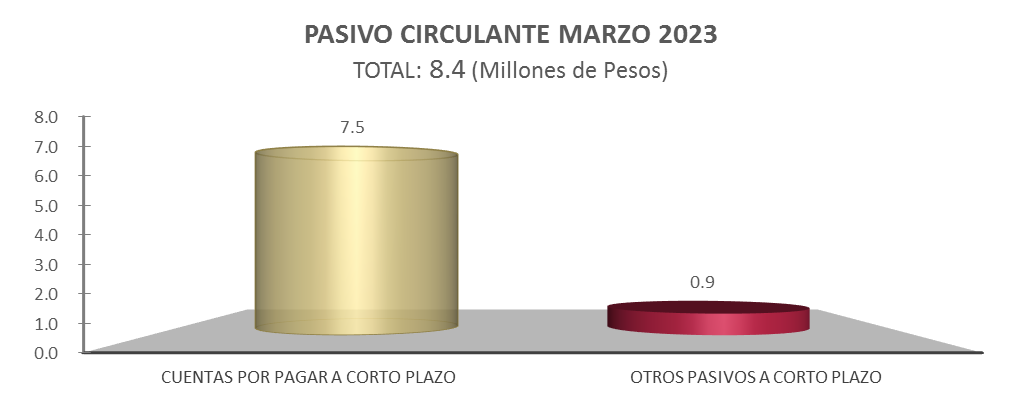 PASIVO CIRCULANTE MARZO 2023
TOTAL: 8.4 (Millones de Pesos)
8.0
7.0
6.0
5.0
4.0
3.0
2.0
1.0
0.0
7.5
0.9
CUENTAS POR PAGAR A CORTO PLAZO
OTROS PASIVOS A CORTO PLAZO